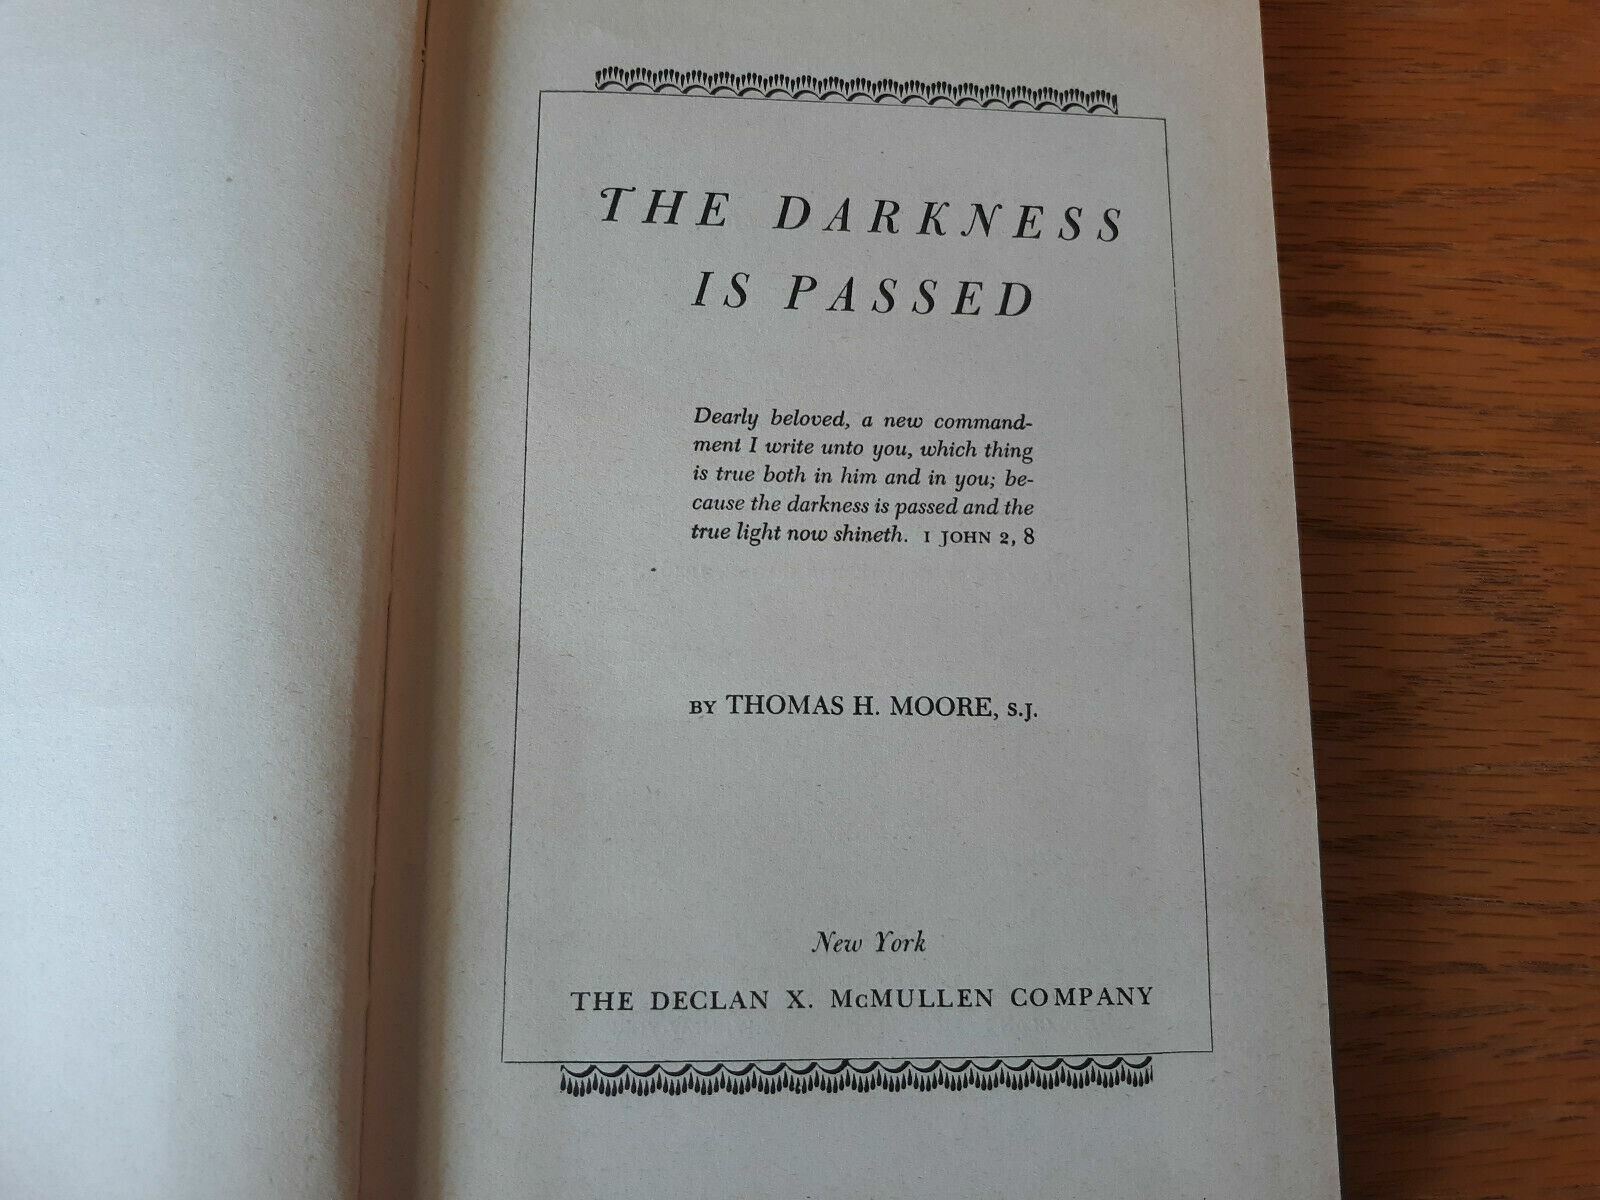 THE DARKNESS
IS PASSED
Dearly beloved, a new command-
ment I write unto you, which thing
is true both in him and in you; be-
cause the darkness is passed and the
true light now shineth. I JOHN 2, 8
BY THOMAS H. MOORE, S.J.
New York
THE DECLAN X. McMULLEN COMPANY